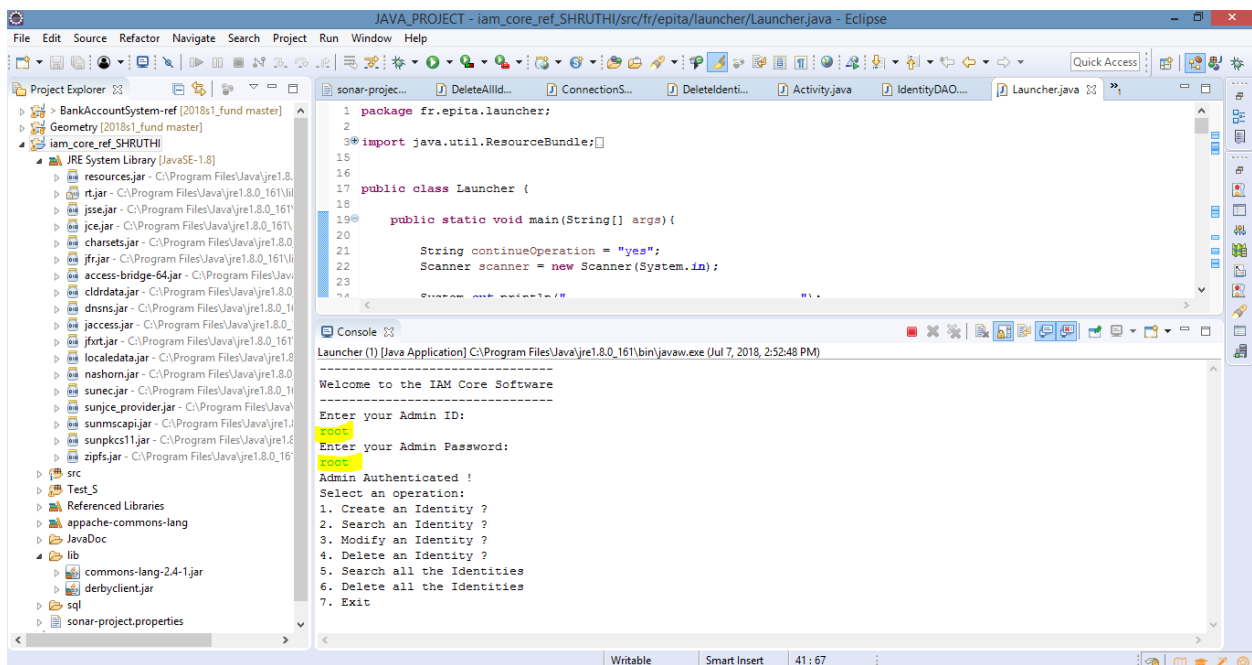 JAVA_PROJECT - iam_core_ref_SHRUTHI/src/fr/epita/launcher/Launcher.java - Eclipse
File Edit Source Refactor Navigate Search Project Run Window Help
Quick Access
Project Explorer
> BankAccountSystem-ref [2018s1_fund master]
Geometry [2018s1_fund master]
iam_core_ref_SHRUTHI
JRE System Library [JavaSE-1.8]
resources.jar - C:\Program Files\Java\jre1.8.
rt.jar - C:\Program Files\Java\jre1.8.0_161\li
jsse.jar - C:\Program Files\Java\jre1.8.0_161\
jce.jar - C:\Program Files\Java\jre1.8.0_161\
charsets.jar - C:\Program Files\Java\jre1.8.0
jfr.jar - C:\Program Files\Java\jre1.8.0_161\li
access-bridge-64.jar - C:\Program Files\Java
cldrdata.jar - C:\Program Files\Java\jre1.8.0
dnsns.jar - C:\Program Files\Java\jre1.8.0_1
jaccess.jar - C:\Program Files\Java\jre1.8.0_
jfxrt.jar - C:\Program Files\Java\jre1.8.0_161
localedata.jar - C:\Program Files\Java\jre1.8
nashorn.jar - C:\Program Files\Java\jre1.8.0
sunec.jar - C:\Program Files\Java\jre1.8.0_1
sunjce_provider.jar - C:\Program Files\Java\
sunmscapi.jar - C:\Program Files\Java\jre1.
sunpkcs11.jar - C:\Program Files\Java\jre1.8
zipfs.jar - C:\Program Files\Java\jre1.8.0_16
src
Test_S
Referenced Libraries
appache-commons-lang
JavaDoc
lib
commons-lang-2.4-1.jar
derbyclient.jar
sql
sonar-project.properties
sonar-projec... DeleteAllId... ConnectionS... DeleteIdenti... Activity.java IdentityDAO.... Launcher.java »1
1 package fr.epita.launcher;
2
3 import java.util.ResourceBundle;
15
16
17 public class Launcher {
18
19 public static void main(String[] args){
20
21 String continueOperation = "yes";
22 Scanner scanner = new Scanner(System.in);
23
24 System.out.println("--------------------------------");
Console
Launcher (1) [Java Application] C:\Program Files\Java\jre1.8.0_161\bin\javaw.exe (Jul 7, 2018, 2:52:48 PM)
--------------------------------
Welcome to the IAM Core Software
--------------------------------
Enter your Admin ID:
root
Enter your Admin Password:
root
Admin Authenticated !
Select an operation:
1. Create an Identity ?
2. Search an Identity ?
3. Modify an Identity ?
4. Delete an Identity ?
5. Search all the Identities
6. Delete all the Identities
7. Exit
Writable Smart Insert 41 : 67